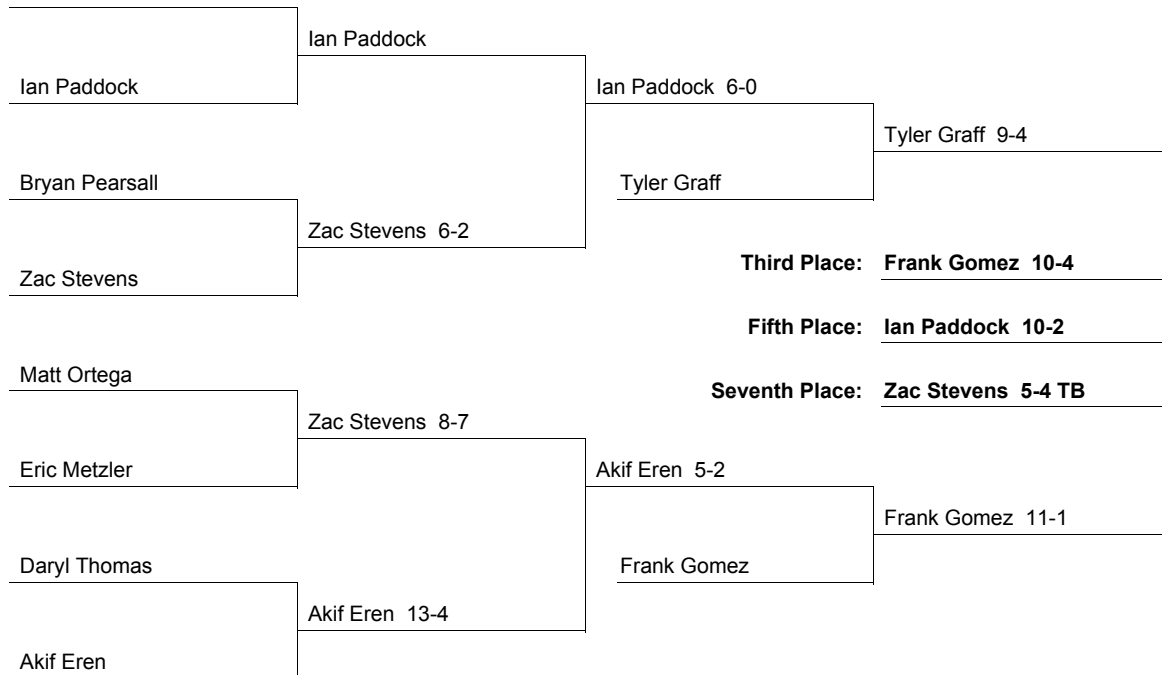 Ian Paddock
Ian Paddock
Ian Paddock 6-0
Tyler Graff 9-4
Bryan Pearsall
Tyler Graff
Zac Stevens 6-2
Third Place: Frank Gomez 10-4
Zac Stevens
Fifth Place: Ian Paddock 10-2
Matt Ortega
Seventh Place: Zac Stevens 5-4 TB
Zac Stevens 8-7
Eric Metzler
Akif Eren 5-2
Frank Gomez 11-1
Daryl Thomas
Frank Gomez
Akif Eren 13-4
Akif Eren